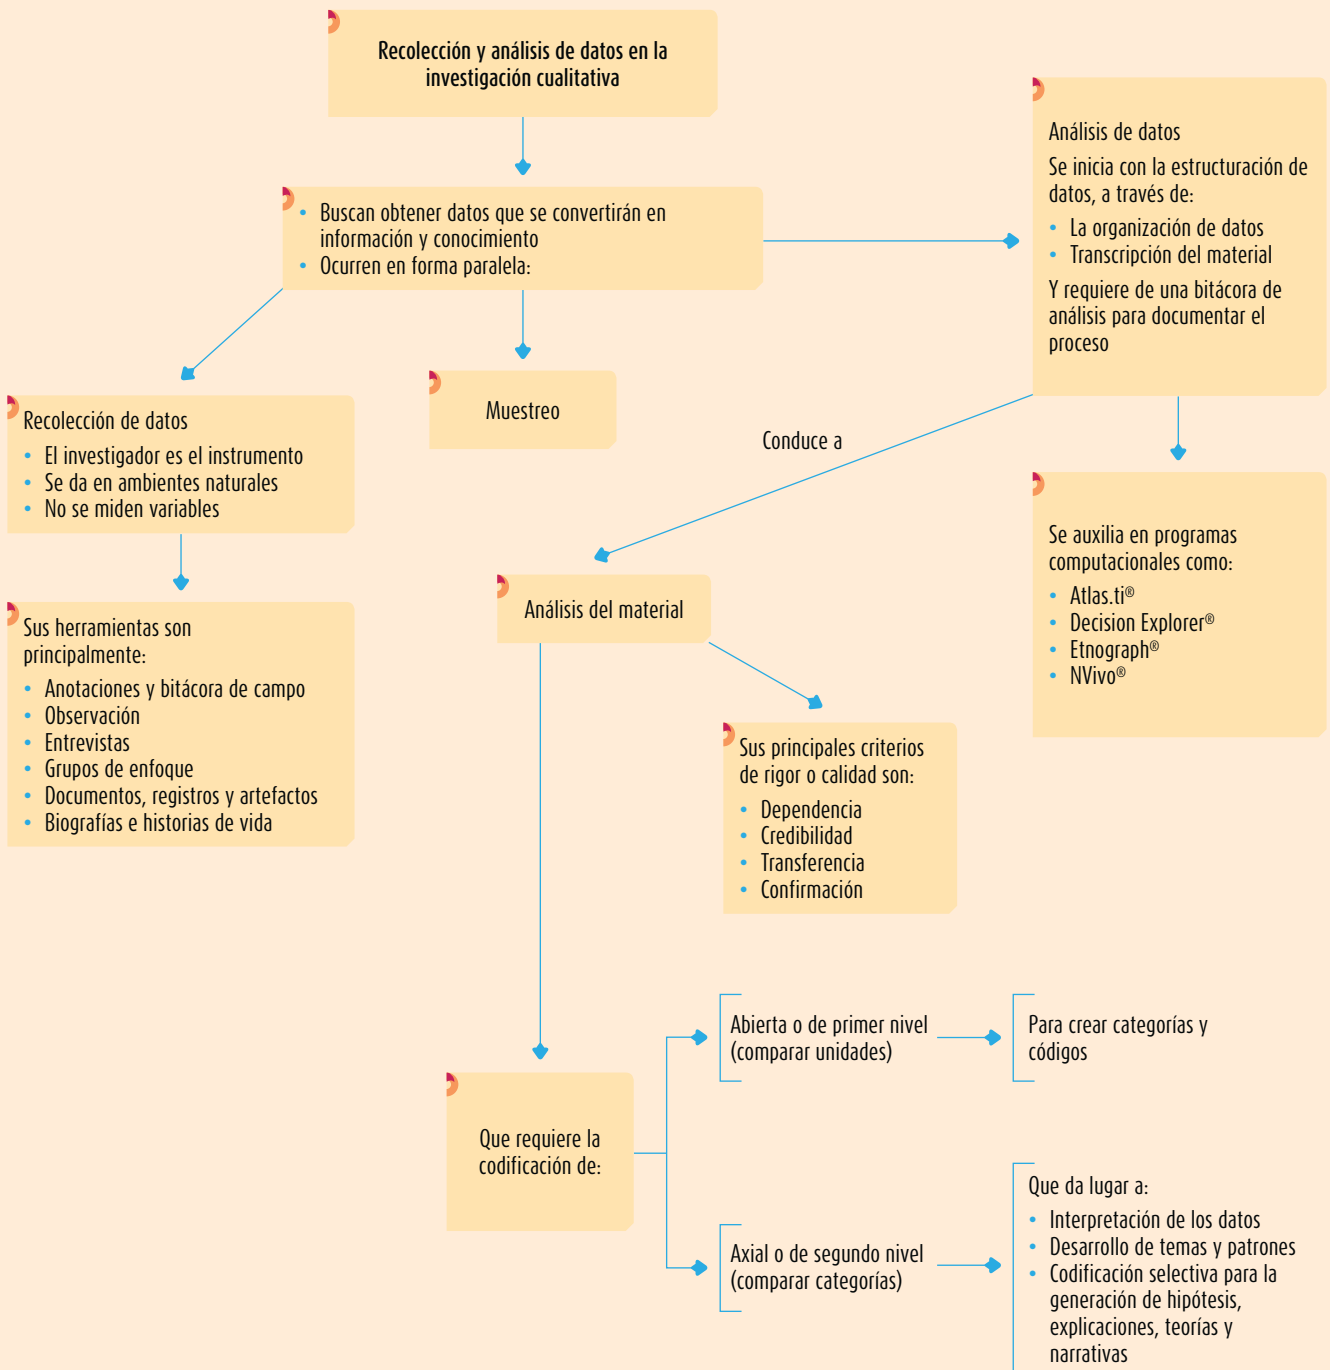 Recolección y análisis de datos en la
investigación cualitativa
• Buscan obtener datos que se convertirán en
información y conocimiento
• Ocurren en forma paralela:
Análisis de datos
Se inicia con la estructuración de
datos, a través de:
• La organización de datos
• Transcripción del material
Y requiere de una bitácora de
análisis para documentar el
proceso
Recolección de datos
• El investigador es el instrumento
• Se da en ambientes naturales
• No se miden variables
Muestreo
Conduce a
Sus herramientas son
principalmente:
• Anotaciones y bitácora de campo
• Observación
• Entrevistas
• Grupos de enfoque
• Documentos, registros y artefactos
• Biografías e historias de vida
Análisis del material
Se auxilia en programas
computacionales como:
• Atlas.ti®
• Decision Explorer®
• Etnograph®
• NVivo®
Sus principales criterios
de rigor o calidad son:
• Dependencia
• Credibilidad
• Transferencia
• Confirmación
Que requiere la
codificación de:
Abierta o de primer nivel
(comparar unidades)
Para crear categorías y
códigos
Axial o de segundo nivel
(comparar categorías)
Que da lugar a:
• Interpretación de los datos
• Desarrollo de temas y patrones
• Codificación selectiva para la
generación de hipótesis,
explicaciones, teorías y
narrativas